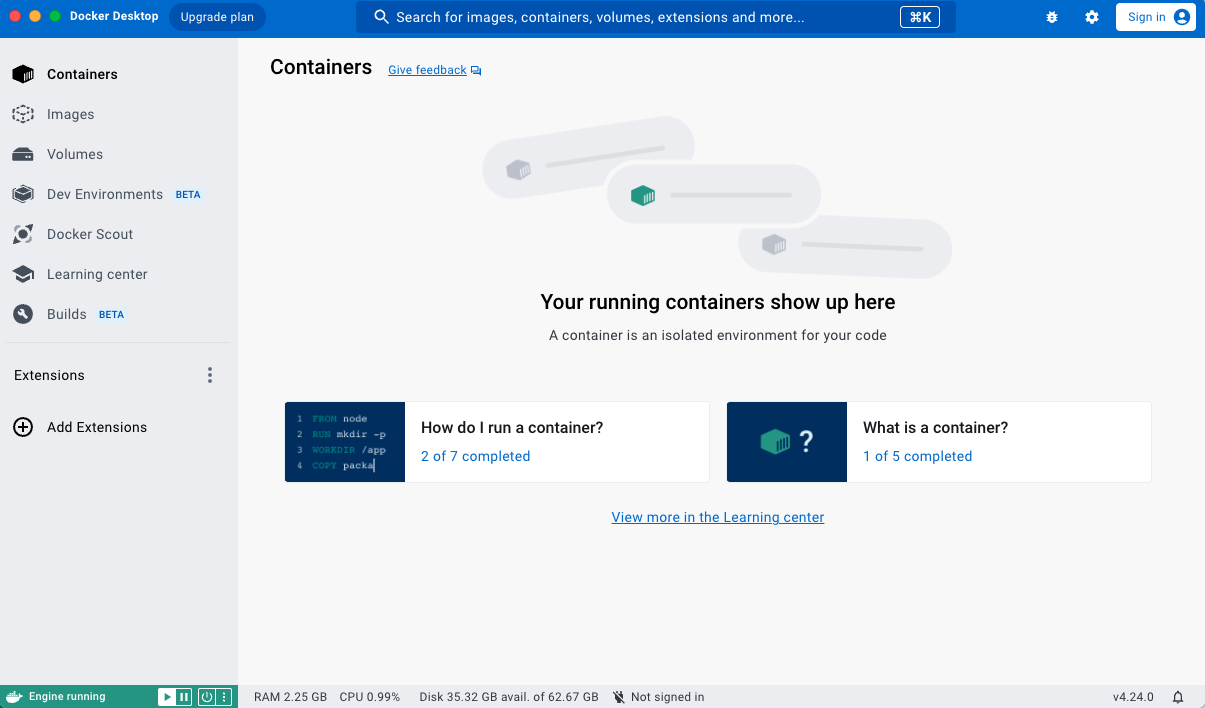 Docker Desktop
Upgrade plan
Search for images, containers, volumes, extensions and more...
⌘K
Sign in
Containers
Images
Volumes
Dev Environments BETA
Docker Scout
Learning center
Builds BETA
Extensions
Add Extensions
Containers
Give feedback
Your running containers show up here
A container is an isolated environment for your code
1 FROM node
2 RUN mkdir -p
3 WORKDIR /app
4 COPY packa
How do I run a container?
2 of 7 completed
?
What is a container?
1 of 5 completed
View more in the Learning center
Engine running
RAM 2.25 GB CPU 0.99% Disk 35.32 GB avail. of 62.67 GB Not signed in
v4.24.0